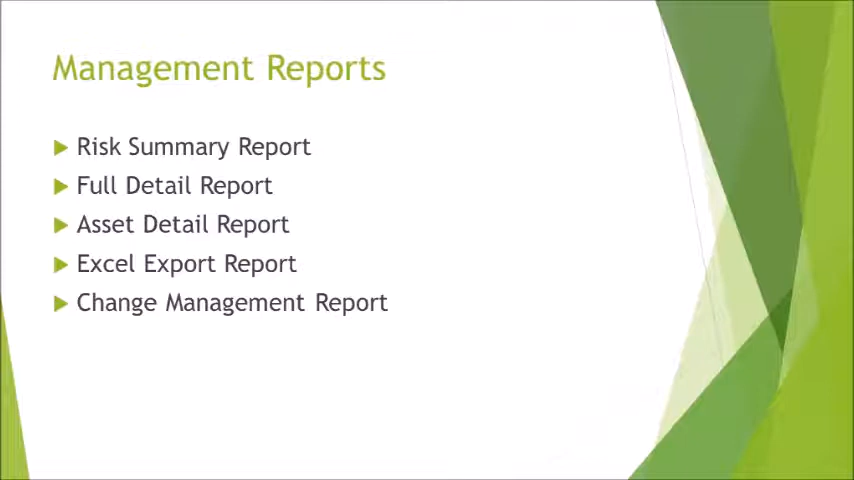 Management Reports
Risk Summary Report
Full Detail Report
Asset Detail Report
Excel Export Report
Change Management Report